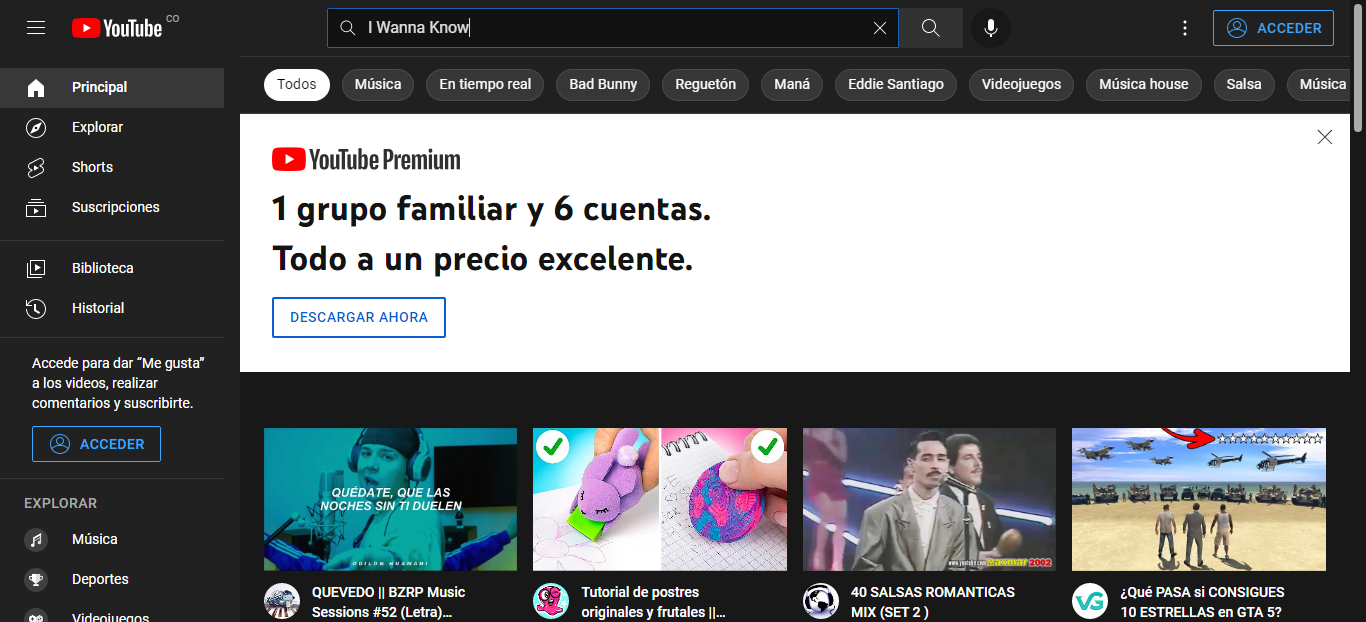 YouTube CO
I Wanna Know
ACCEDER
Principal
Explorar
Shorts
Suscripciones
Biblioteca
Historial
Accede para dar “Me gusta”
a los videos, realizar
comentarios y suscribirte.
ACCEDER
EXPLORAR
Música
Deportes
Videojuegos
Todos
Música
En tiempo real
Bad Bunny
Reguetón
Maná
Eddie Santiago
Videojuegos
Música house
Salsa
Música
YouTube Premium
1 grupo familiar y 6 cuentas.
Todo a un precio excelente.
DESCARGAR AHORA
QUÉDATE, QUE LAS
NOCHES SIN TI DUELEN
ODILON HUAMANI
QUEVEDO || BZRP Music
Sessions #52 (Letra)...
Tutorial de postres
originales y frutales ||...
2002
40 SALSAS ROMANTICAS
MIX (SET 2 )
VG
¿Qué PASA si CONSIGUES
10 ESTRELLAS en GTA 5?